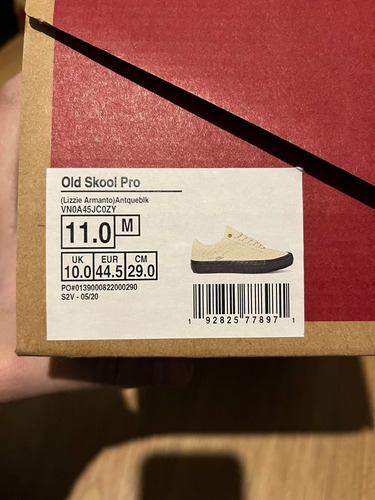 Old Skool Pro
(Lizzie Armanto)Antqueblk
VN0A45JC0ZY
11.0 M
UK EUR CM
10.0 44.5 29.0
PO#0139000822000290
S2V - 05/20
1 92825 77897 1